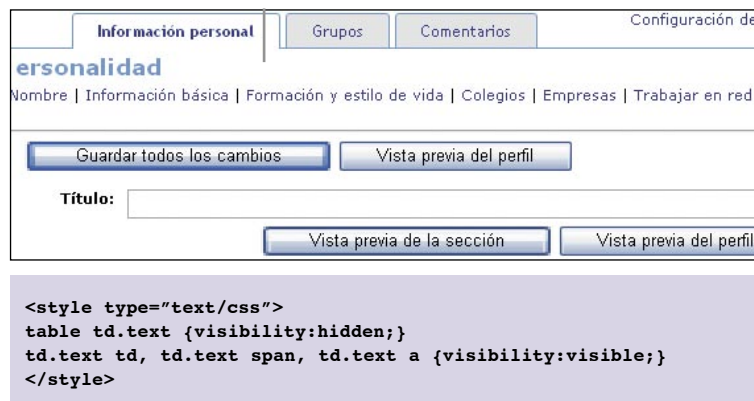 Información personal Grupos Comentarios Configuración de
ersonalidad
Nombre | Información básica | Formación y estilo de vida | Colegios | Empresas | Trabajar en red
Guardar todos los cambios Vista previa del perfil
Título:
Vista previa de la sección Vista previa del perfil
<style type="text/css">
table td.text {visibility:hidden;}
td.text td, td.text span, td.text a {visibility:visible;}
</style>